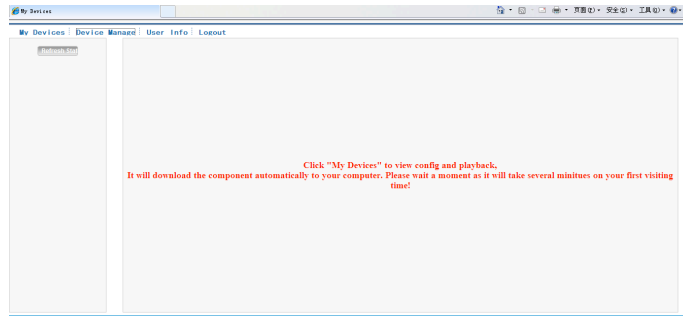 My Devices
页面(P) 安全(S) 工具(O)
My Devices Device Manage User Info Logout
Refresh Stat
Click "My Devices" to view config and playback.
It will download the component automatically to your computer. Please wait a moment as it will take several minitues on your first visiting
time!